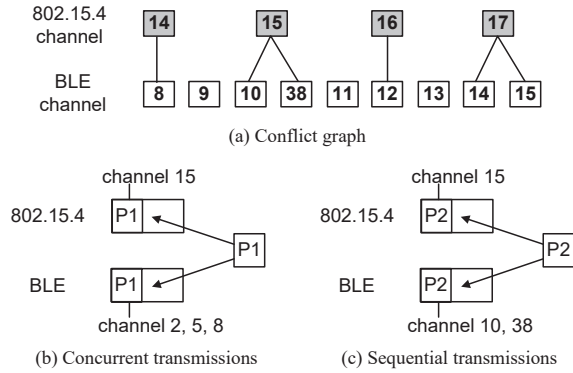 802.15.4 channel 14 15 16 17
BLE channel 8 9 10 38 11 12 13 14 15
(a) Conflict graph
channel 15
802.15.4 P1
P1
BLE P1
channel 2, 5, 8
(b) Concurrent transmissions
channel 15
802.15.4 P2
P2
BLE P2
channel 10, 38
(c) Sequential transmissions